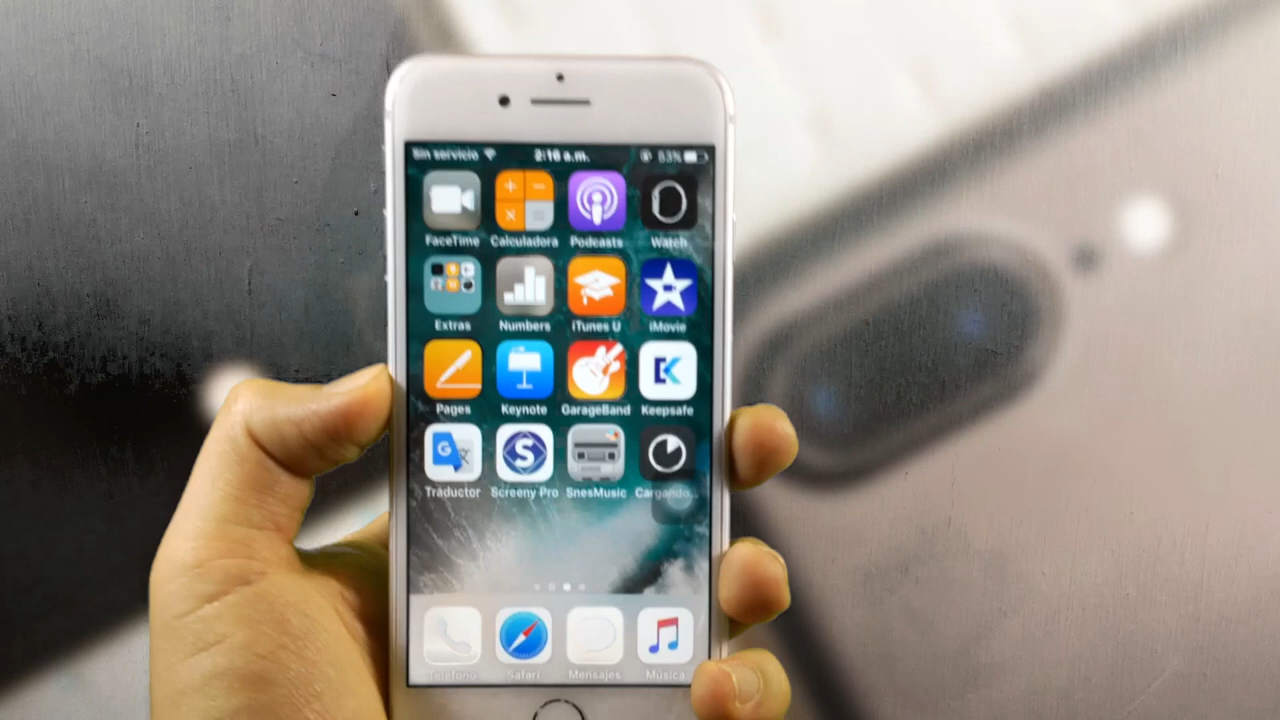 Sin servicio 2:16 a.m. 53%
FaceTime Calculadora Podcasts Watch
Extras Numbers iTunes U iMovie
Pages Keynote GarageBand Keepsafe
Traductor Screeny Pro SnesMusic Cargando...
Teléfono Safari Mensajes Música